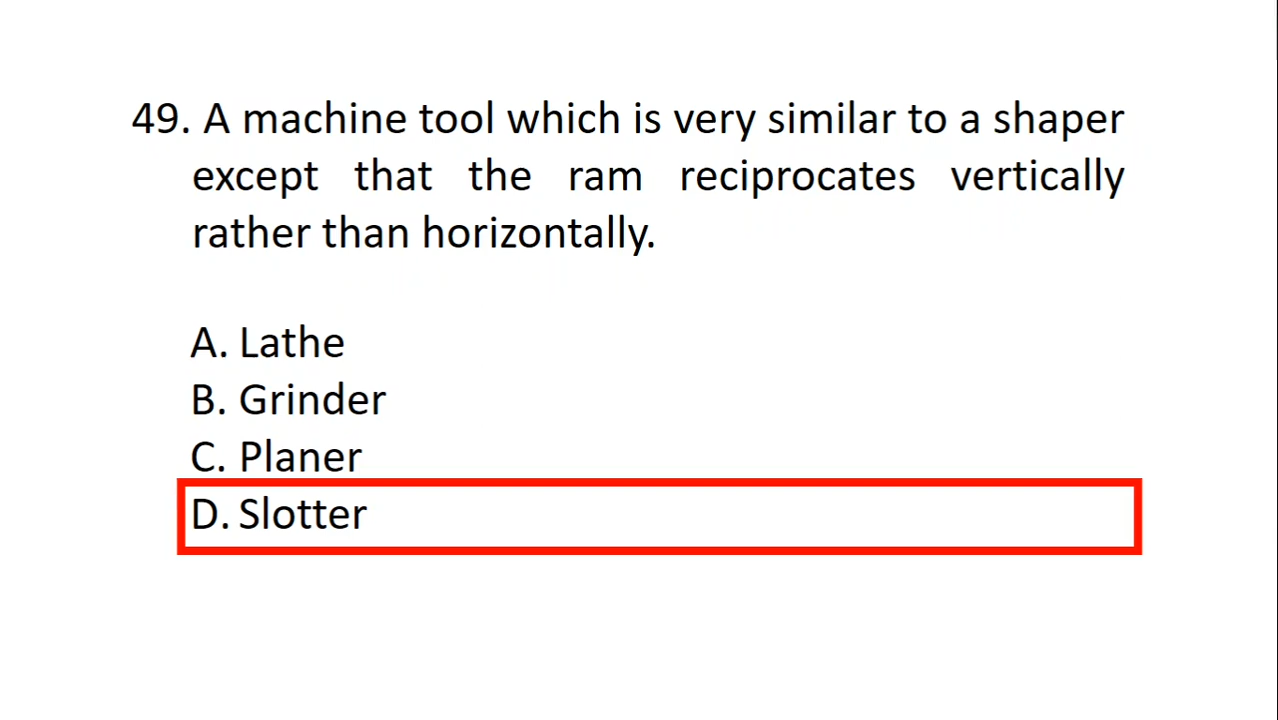 49. A machine tool which is very similar to a shaper
except that the ram reciprocates vertically
rather than horizontally.
A. Lathe
B. Grinder
C. Planer
D. Slotter